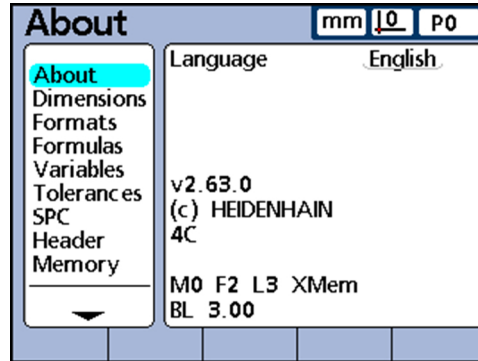 About
mm 0 P0
About
Dimensions
Formats
Formulas
Variables
Tolerances
SPC
Header
Memory
Language English
v2.63.0
(c) HEIDENHAIN
4C
M0 F2 L3 XMem
BL 3.00